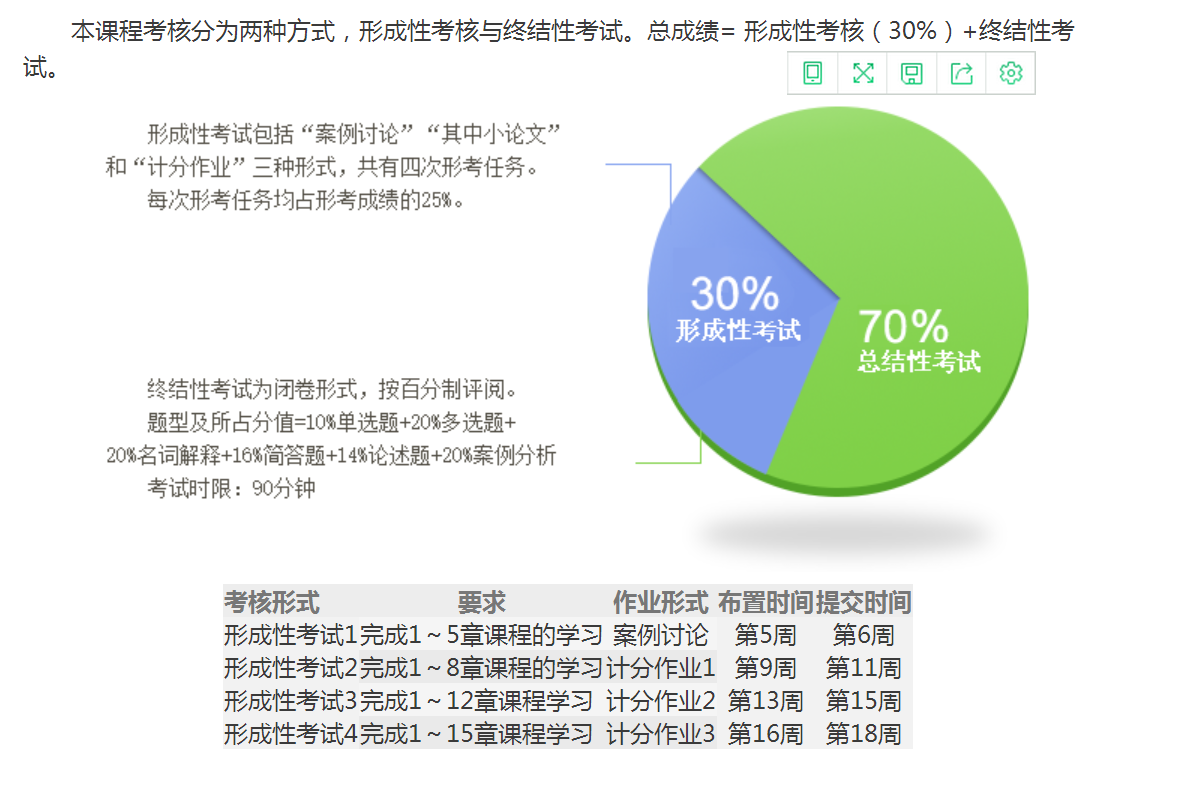 本课程考核分为两种方式，形成性考核与终结性考试。总成绩= 形成性考核（30%）+终结性考
试。
形成性考试包括“案例讨论”“其中小论文”
和“计分作业”三种形式，共有四次形考任务。
每次形考任务均占形考成绩的25%。
30%
形成性考试
70%
总结性考试
终结性考试为闭卷形式，按百分制评阅。
题型及所占分值=10%单选题+20%多选题+
20%名词解释+16%简答题+14%论述题+20%案例分析
考试时限：90分钟
考核形式 要求 作业形式 布置时间 提交时间
形成性考试1 完成1～5章课程的学习 案例讨论 第5周 第6周
形成性考试2 完成1～8章课程的学习 计分作业1 第9周 第11周
形成性考试3 完成1～12章课程学习 计分作业2 第13周 第15周
形成性考试4 完成1～15章课程学习 计分作业3 第16周 第18周